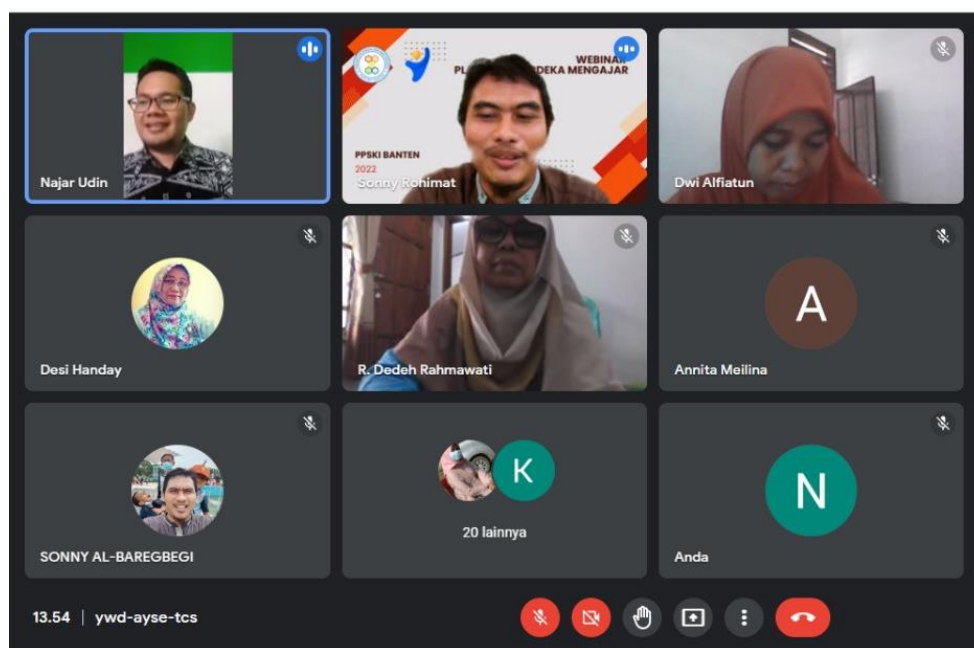 WEBINAR
MENGAJAR
PPSKI BANTEN
2022
Najar Udin
Sonny Rohimat
Dwi Alfiatun
Desi Handay
R. Dedeh Rahmawati
A
Annita Meilina
SONNY AL-BAREGBEGI
K
20 lainnya
N
Anda
13.54 | ywd-ayse-tcs